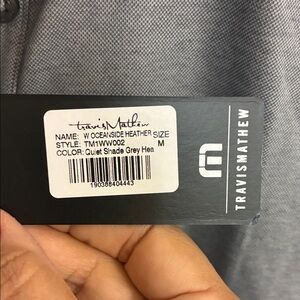 travisMathew
NAME: W OCEANSIDE HEATHER SIZE
STYLE: TM1WW002 M
COLOR: Quiet Shade Grey Hea
190388404443
TRAVISMATHEW